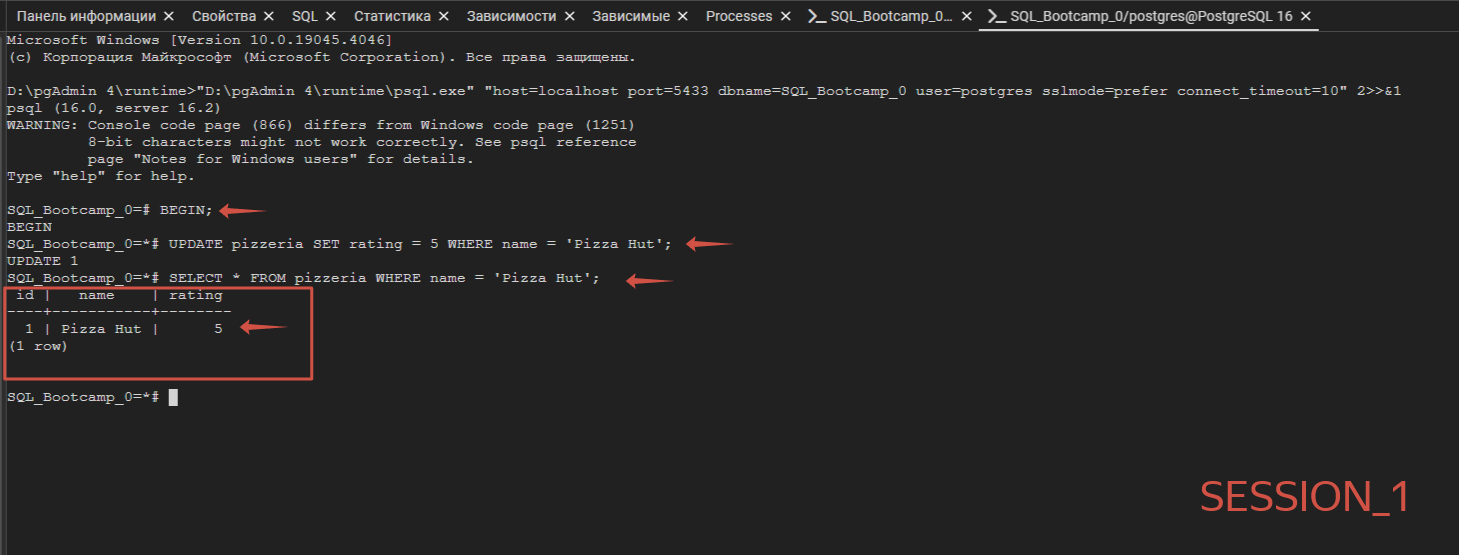 Панель информации × Свойства × SQL × Статистика × Зависимости × Зависимые × Processes × SQL_Bootcamp_0... × SQL_Bootcamp_0/postgres@PostgreSQL 16 ×
Microsoft Windows [Version 10.0.19045.4046]
(c) Корпорация Майкрософт (Microsoft Corporation). Все права защищены.
D:\pgAdmin 4\runtime>"D:\pgAdmin 4\runtime\psql.exe" "host=localhost port=5433 dbname=SQL_Bootcamp_0 user=postgres sslmode=prefer connect_timeout=10" 2>>&1
psql (16.0, server 16.2)
WARNING: Console code page (866) differs from Windows code page (1251)
         8-bit characters might not work correctly. See psql reference
         page "Notes for Windows users" for details.
Type "help" for help.
SQL_Bootcamp_0=# BEGIN;
BEGIN
SQL_Bootcamp_0=*# UPDATE pizzeria SET rating = 5 WHERE name = 'Pizza Hut';
UPDATE 1
SQL_Bootcamp_0=*# SELECT * FROM pizzeria WHERE name = 'Pizza Hut';
 id |   name    | rating
----+-----------+--------
  1 | Pizza Hut |      5
(1 row)
SQL_Bootcamp_0=*#
SESSION_1